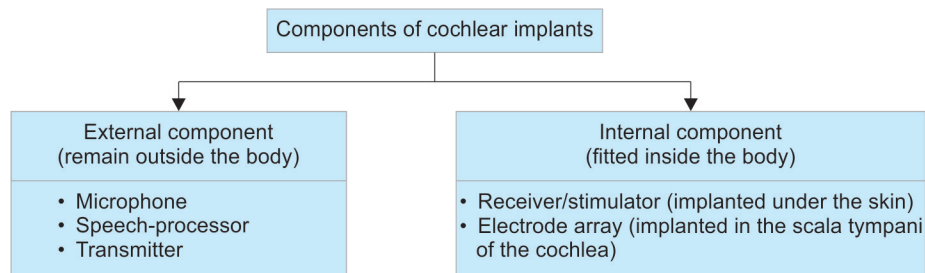 Components of cochlear implants
External component
(remain outside the body)
• Microphone
• Speech-processor
• Transmitter
Internal component
(fitted inside the body)
• Receiver/stimulator (implanted under the skin)
• Electrode array (implanted in the scala tympani
of the cochlea)